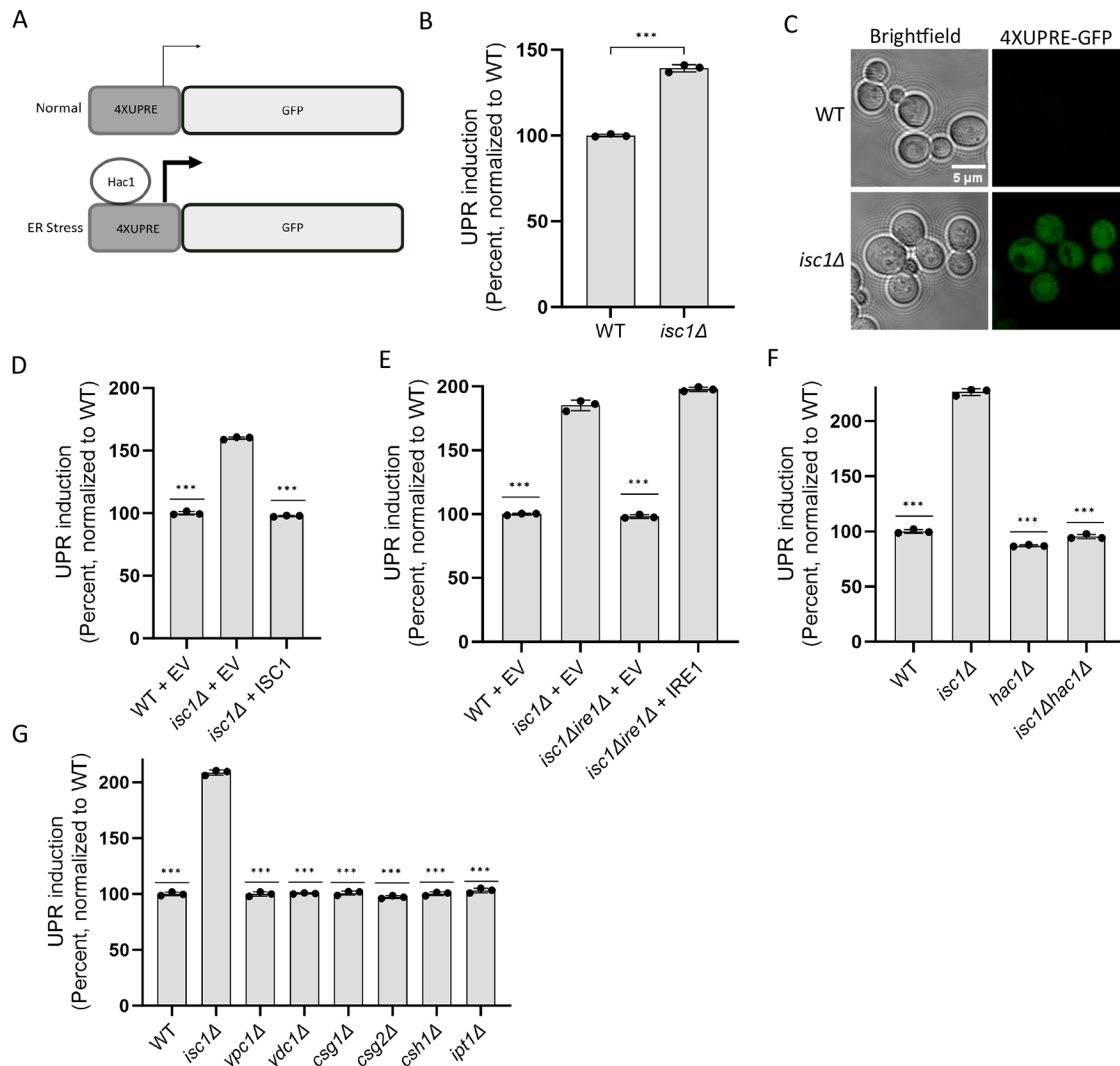 A
Normal
4XUPRE
GFP
Hac1
ER Stress
4XUPRE
GFP
B
UPR induction
(Percent, normalized to WT)
150
100
50
0
***
WT
isc1Δ
C
Brightfield
4XUPRE-GFP
WT
5 μm
isc1Δ
D
UPR induction
(Percent, normalized to WT)
200
150
100
50
0
***
***
WT + EV
isc1Δ + EV
isc1Δ + ISC1
E
UPR induction
(Percent, normalized to WT)
200
150
100
50
0
***
***
WT + EV
isc1Δ + EV
isc1Δire1Δ + EV
isc1Δire1Δ + IRE1
F
UPR induction
(Percent, normalized to WT)
200
150
100
50
0
***
***
***
WT
isc1Δ
hac1Δ
isc1Δhac1Δ
G
UPR induction
(Percent, normalized to WT)
200
150
100
50
0
***
***
***
***
***
***
***
WT
isc1Δ
ypc1Δ
ydc1Δ
csg1Δ
csg2Δ
csh1Δ
ipt1Δ